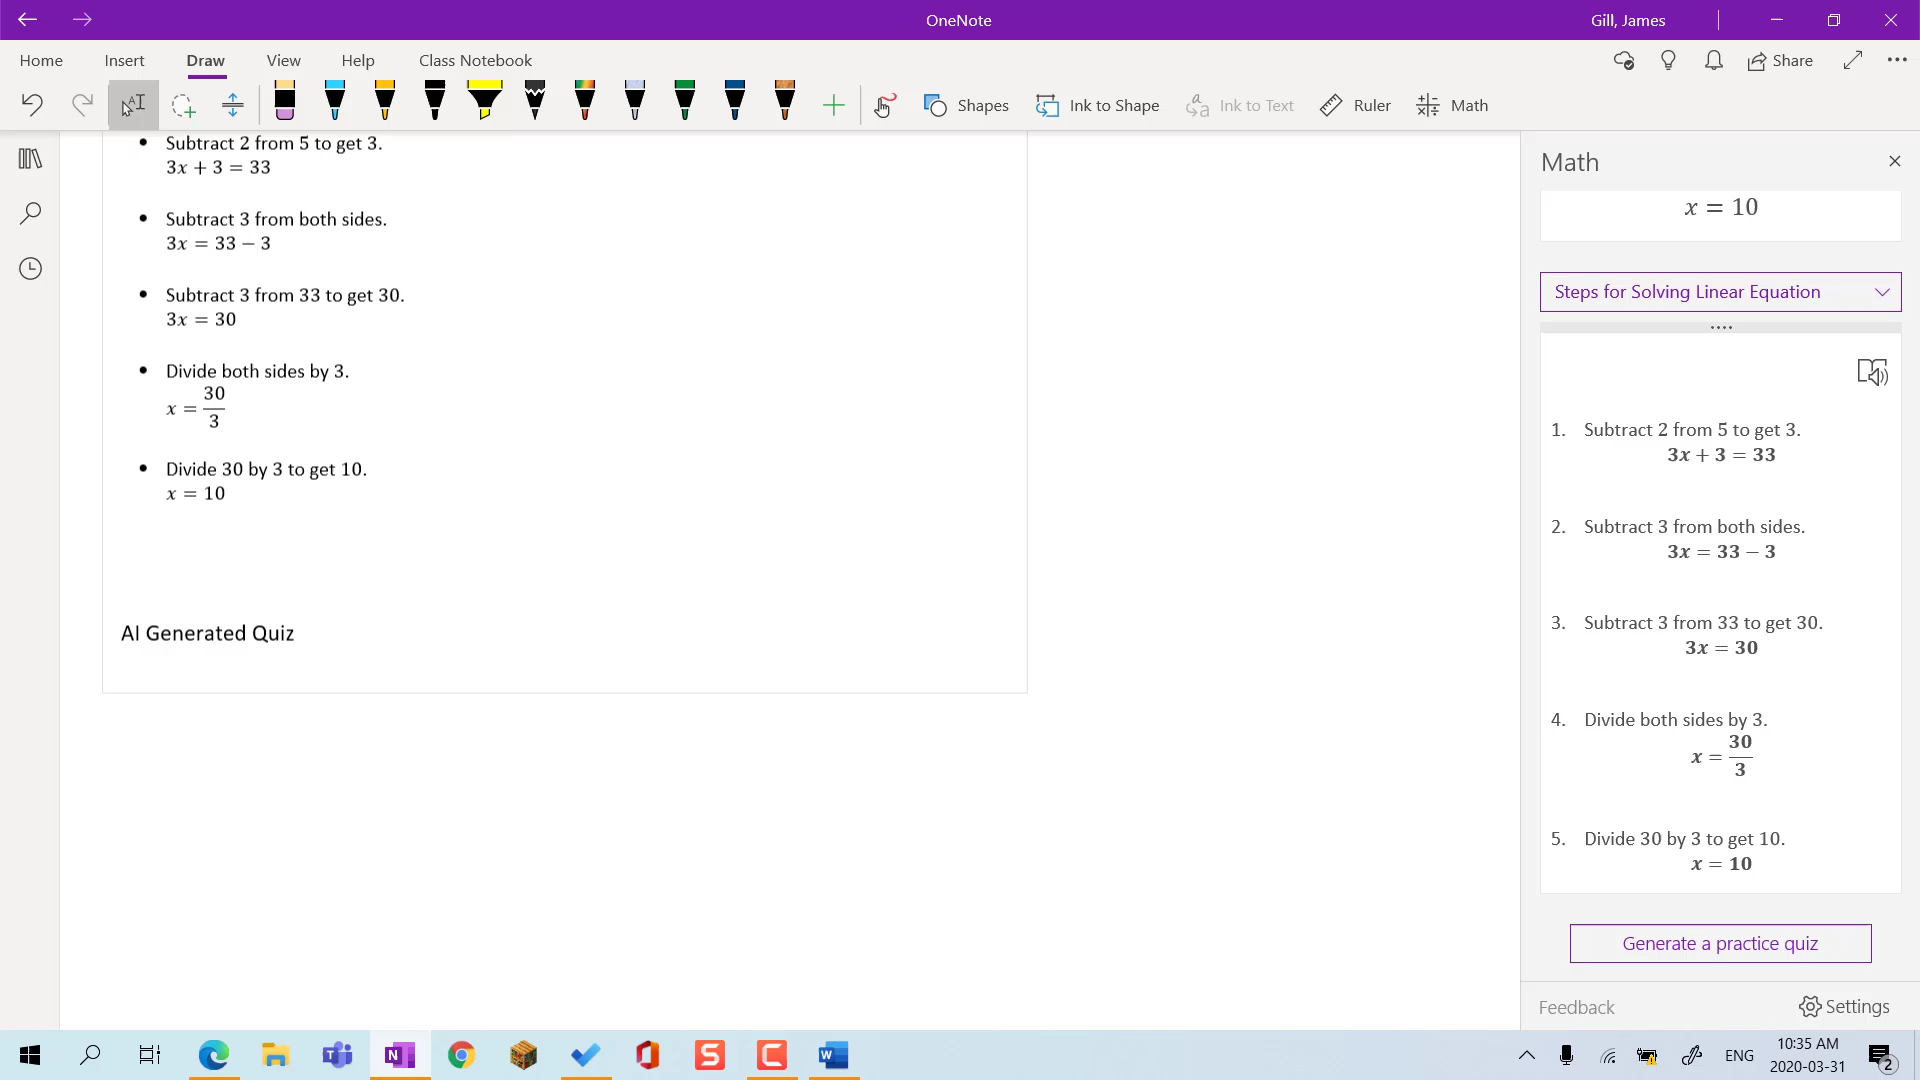 OneNote
Gill, James
Home
Insert
Draw
View
Help
Class Notebook
Share
Shapes
Ink to Shape
Ink to Text
Ruler
Math
• Subtract 2 from 5 to get 3.
3x + 3 = 33
• Subtract 3 from both sides.
3x = 33 − 3
• Subtract 3 from 33 to get 30.
3x = 30
• Divide both sides by 3.
x = 30/3
• Divide 30 by 3 to get 10.
x = 10
AI Generated Quiz
Math
x = 10
Steps for Solving Linear Equation
1. Subtract 2 from 5 to get 3.
3x + 3 = 33
2. Subtract 3 from both sides.
3x = 33 − 3
3. Subtract 3 from 33 to get 30.
3x = 30
4. Divide both sides by 3.
x = 30/3
5. Divide 30 by 3 to get 10.
x = 10
Generate a practice quiz
Feedback
Settings
ENG
10:35 AM
2020-03-31
2